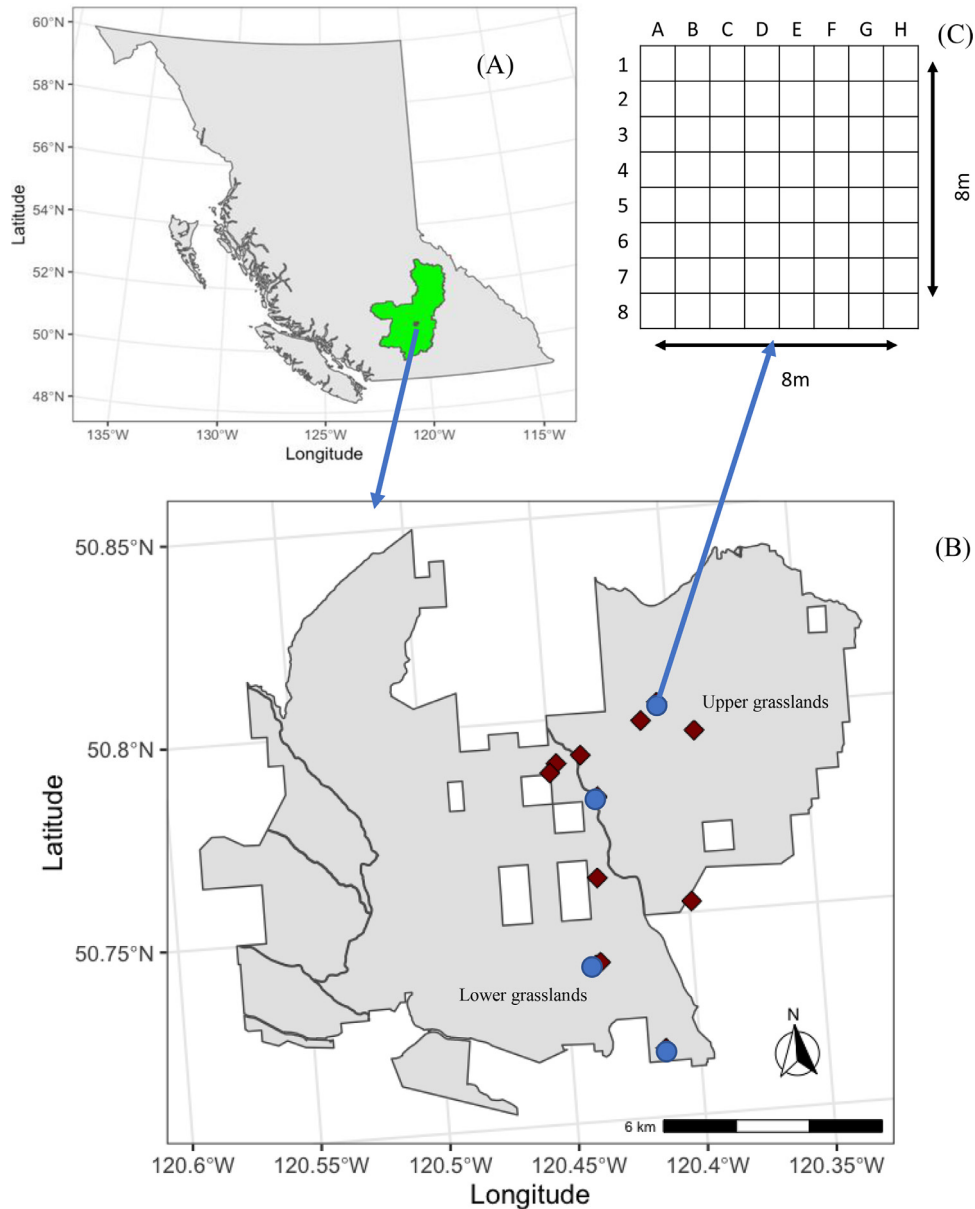 (A)
60°N
58°N
56°N
54°N
52°N
50°N
48°N
Latitude
135°W
130°W
125°W
120°W
115°W
Longitude
(C)
A B C D E F G H
1
2
3
4
5
6
7
8
8m
8m
(B)
50.85°N
50.8°N
50.75°N
Latitude
Upper grasslands
Lower grasslands
N
6 km
120.6°W
120.55°W
120.5°W
120.45°W
120.4°W
120.35°W
Longitude